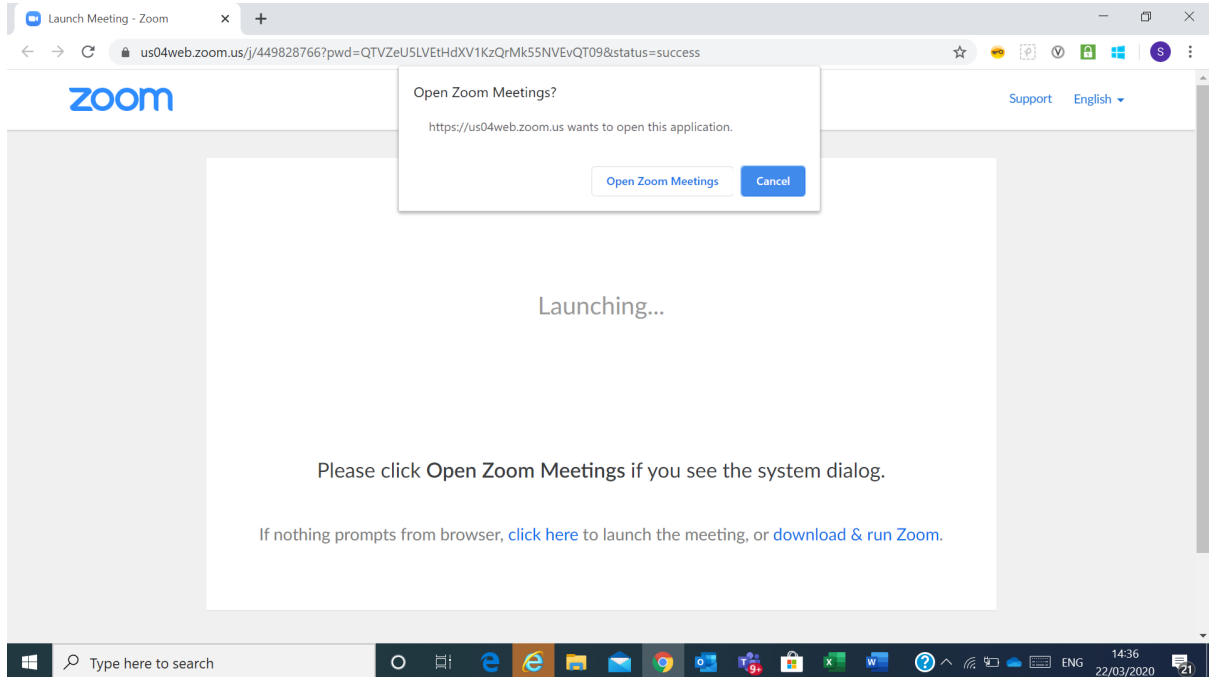 Launch Meeting - Zoom
us04web.zoom.us/j/449828766?pwd=QTVZeU5LVEtHdXV1KzQrMk55NVEvQT09&status=success
S
zoom
Support English
Open Zoom Meetings?
https://us04web.zoom.us wants to open this application.
Open Zoom Meetings Cancel
Launching...
Please click Open Zoom Meetings if you see the system dialog.
If nothing prompts from browser, click here to launch the meeting, or download & run Zoom.
Type here to search
9+
ENG
14:36
22/03/2020
21